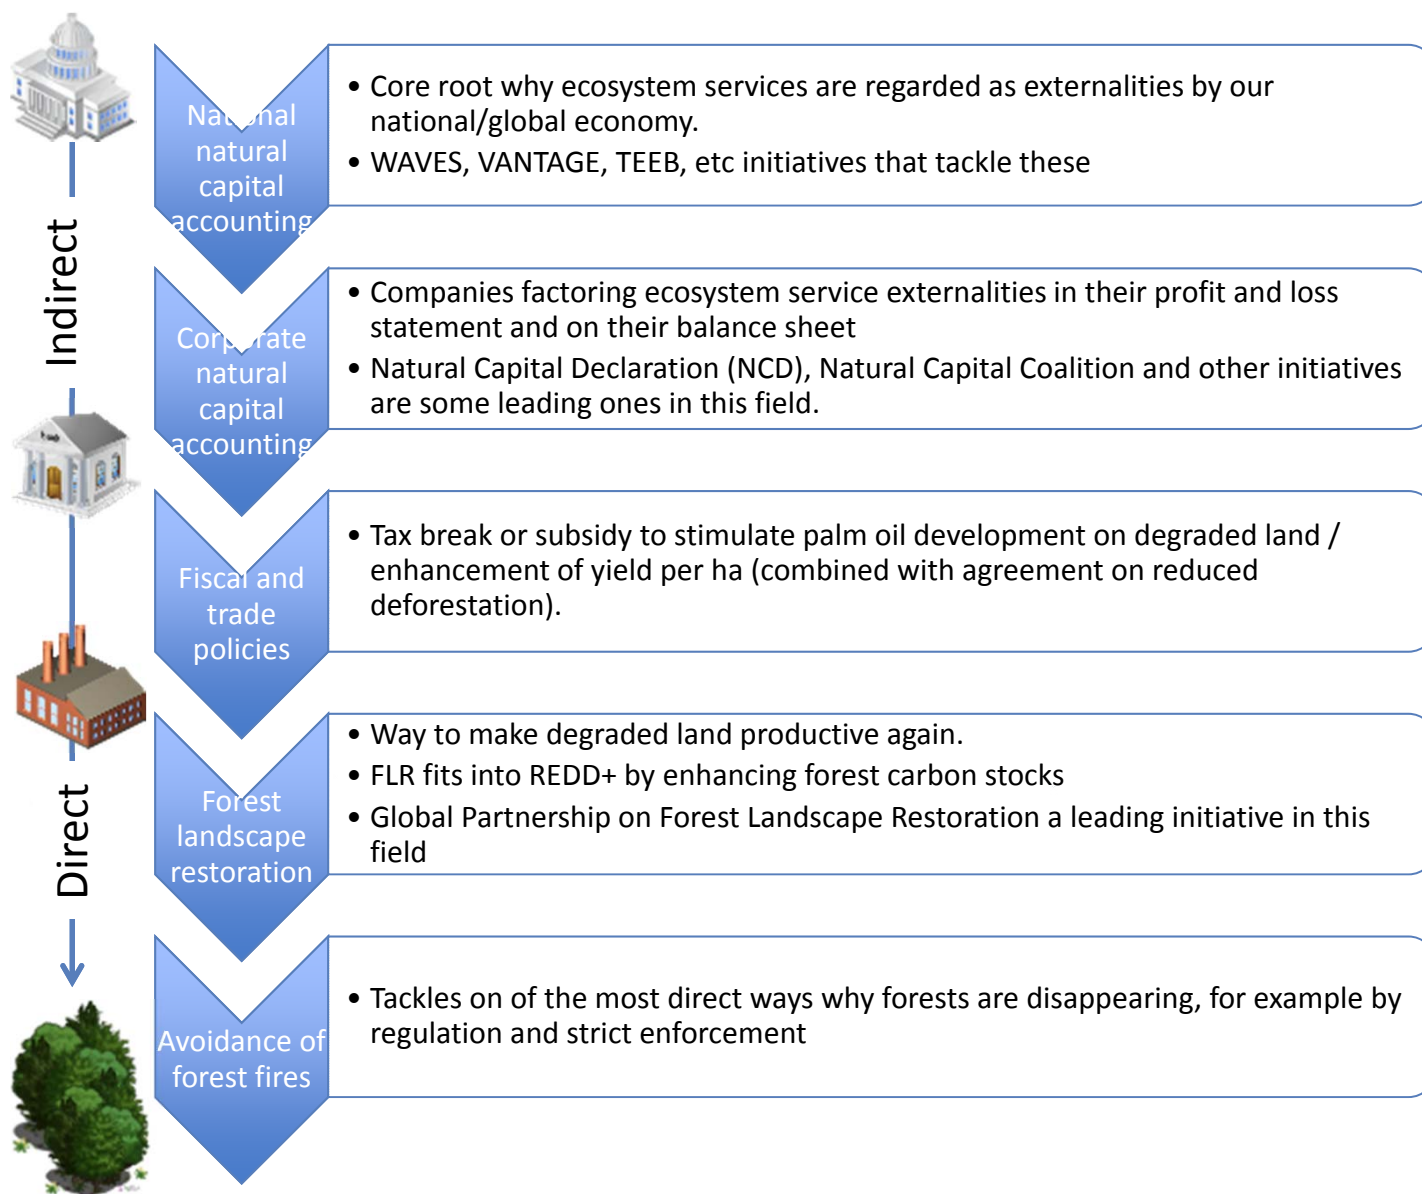 National
natural
capital
accounting
• Core root why ecosystem services are regarded as externalities by our
national/global economy.
• WAVES, VANTAGE, TEEB, etc initiatives that tackle these
Indirect
Corporate
natural
capital
accounting
• Companies factoring ecosystem service externalities in their profit and loss
statement and on their balance sheet
• Natural Capital Declaration (NCD), Natural Capital Coalition and other initiatives
are some leading ones in this field.
Fiscal and
trade
policies
• Tax break or subsidy to stimulate palm oil development on degraded land /
enhancement of yield per ha (combined with agreement on reduced
deforestation).
Direct
Forest
landscape
restoration
• Way to make degraded land productive again.
• FLR fits into REDD+ by enhancing forest carbon stocks
• Global Partnership on Forest Landscape Restoration a leading initiative in this
field
Avoidance of
forest fires
• Tackles on of the most direct ways why forests are disappearing, for example by
regulation and strict enforcement